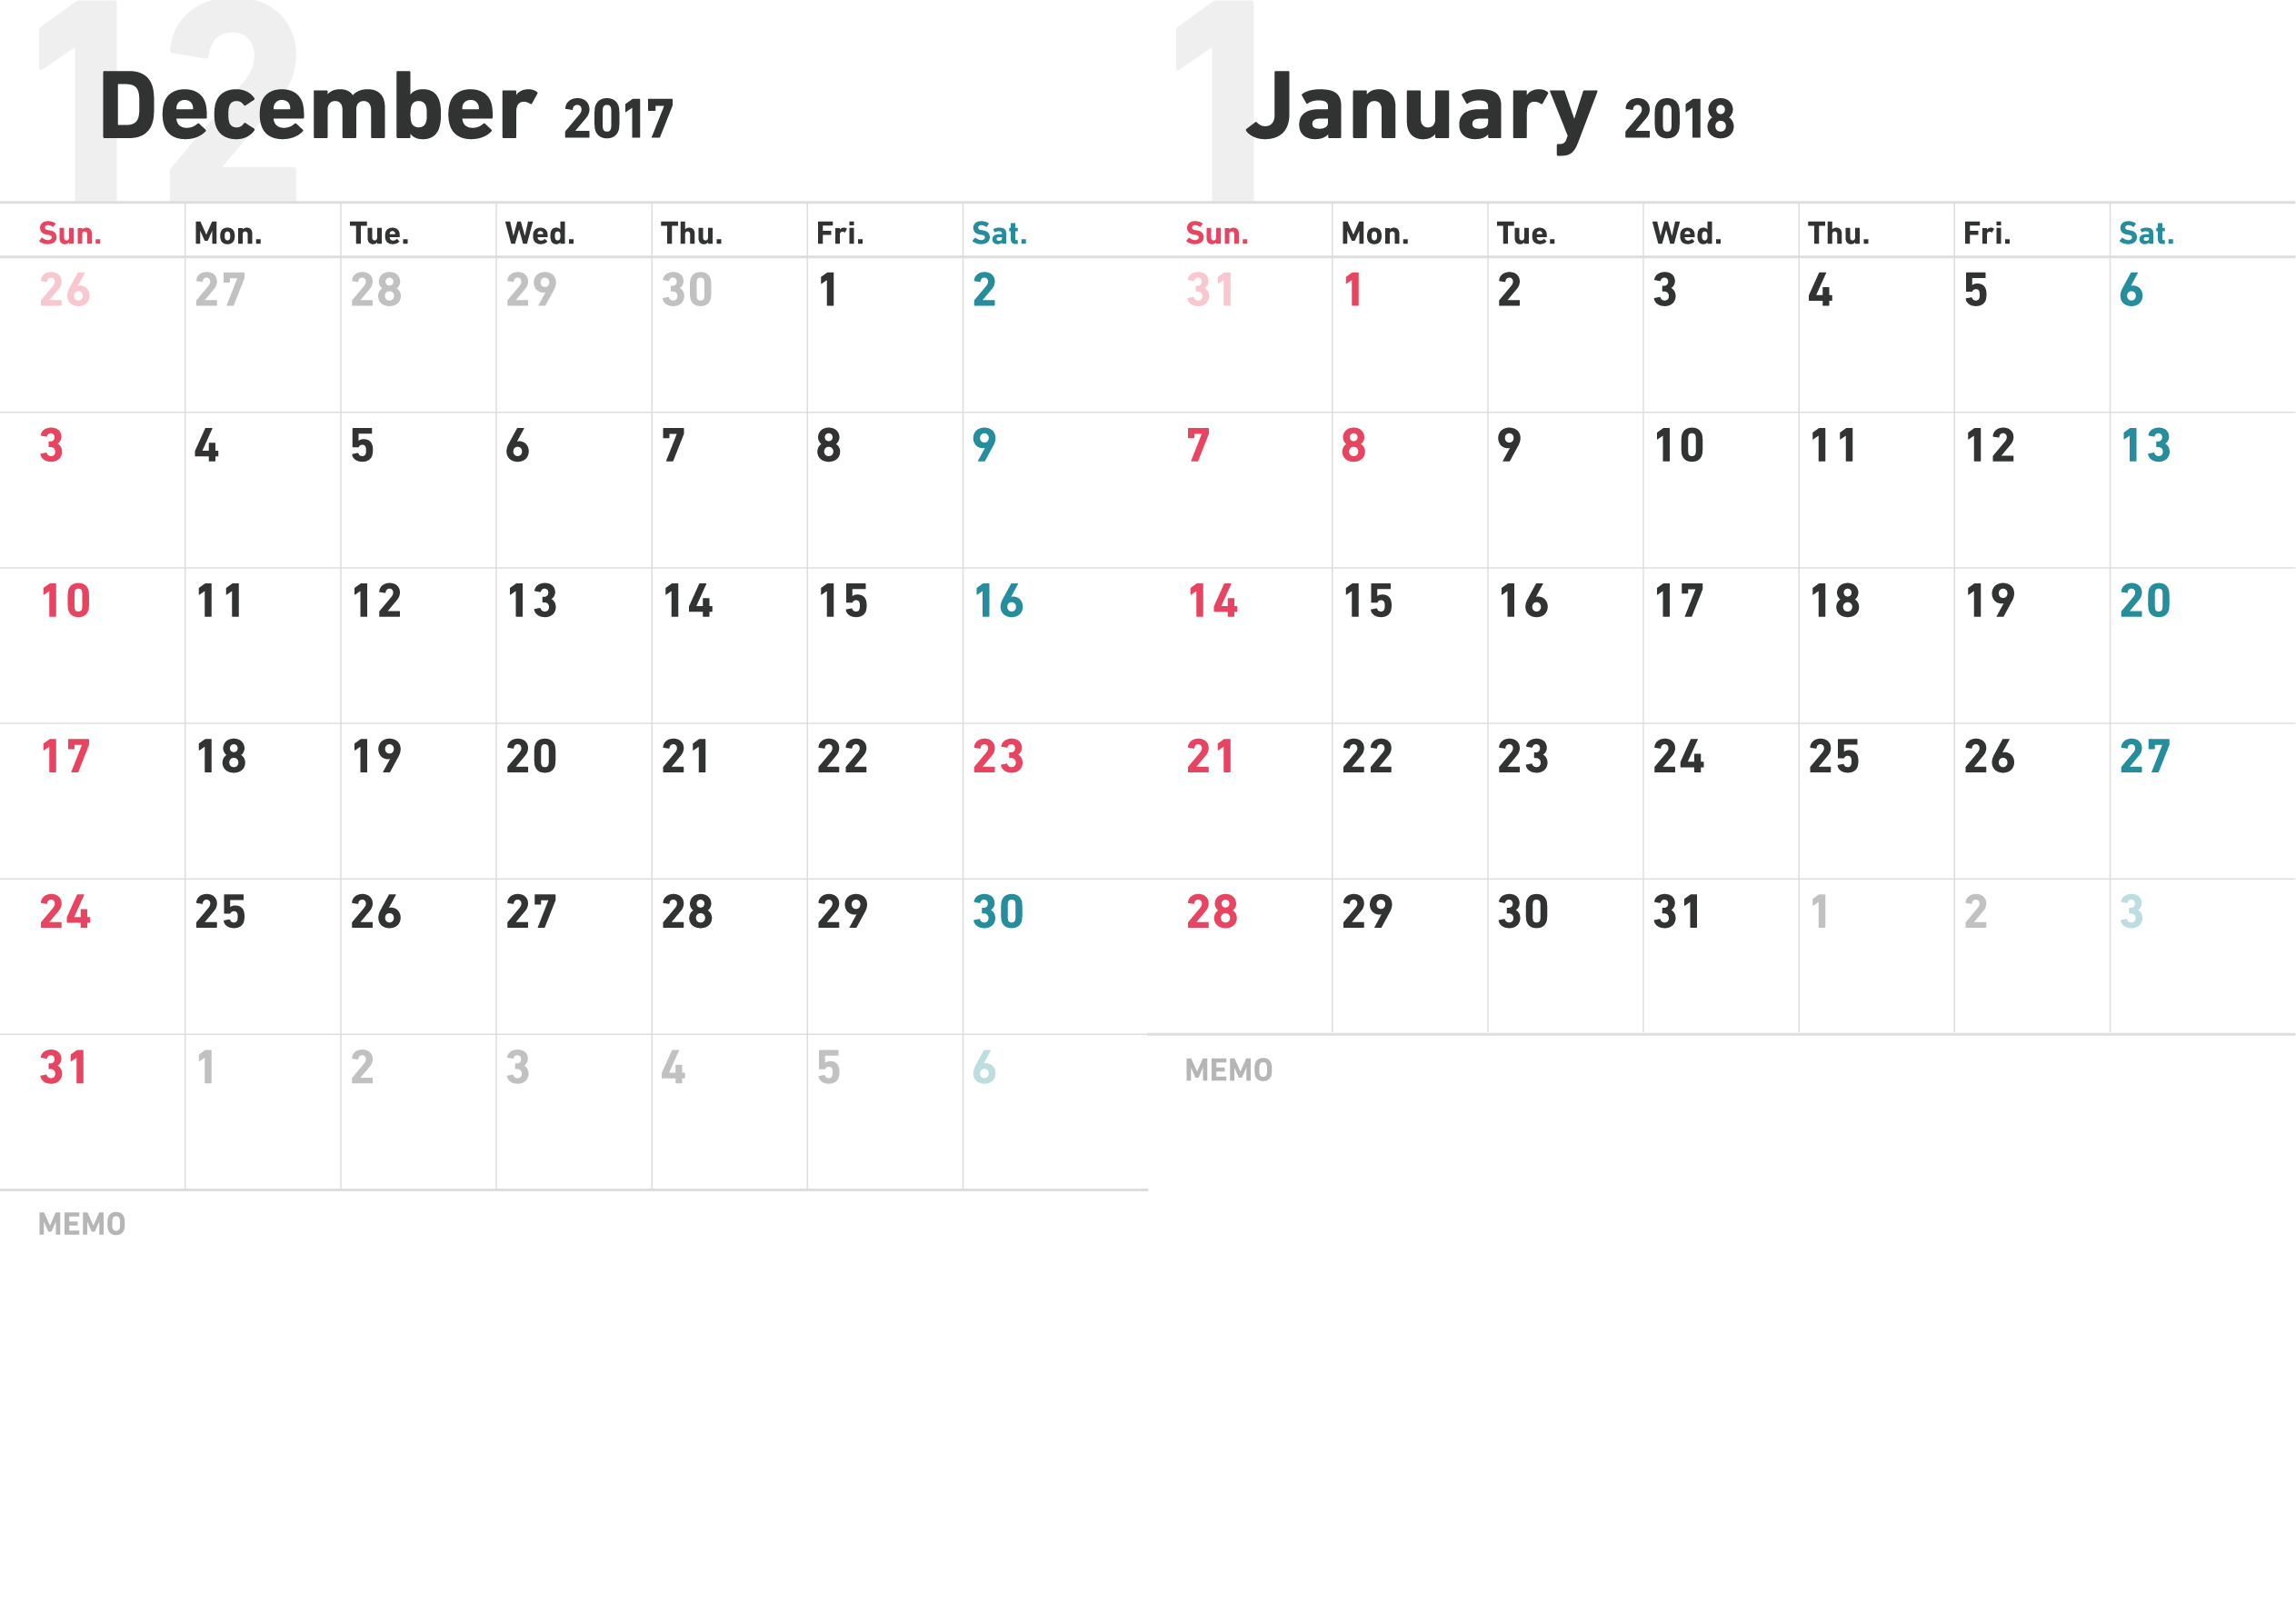 12
December 2017
Sun. Mon. Tue. Wed. Thu. Fri. Sat.
26 27 28 29 30 1 2
3 4 5 6 7 8 9
10 11 12 13 14 15 16
17 18 19 20 21 22 23
24 25 26 27 28 29 30
31 1 2 3 4 5 6
MEMO
1
January 2018
Sun. Mon. Tue. Wed. Thu. Fri. Sat.
31 1 2 3 4 5 6
7 8 9 10 11 12 13
14 15 16 17 18 19 20
21 22 23 24 25 26 27
28 29 30 31 1 2 3
MEMO